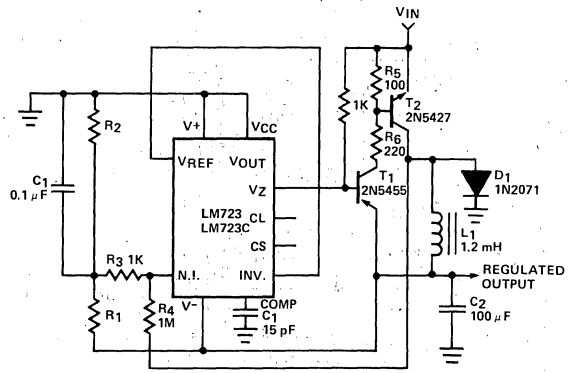 VIN
R5
100
T2
2N5427
1K
R6
220
R2
V+
VCC
VREF
VOUT
VZ
T1
2N5455
D1
1N2071
C1
0.1 µF
LM723
LM723C
CL
CS
L1
1.2 mH
R3 1K
N.I.
INV.
REGULATED
OUTPUT
R1
R4
1M
V-
COMP
C1
15 pF
C2
100 µF